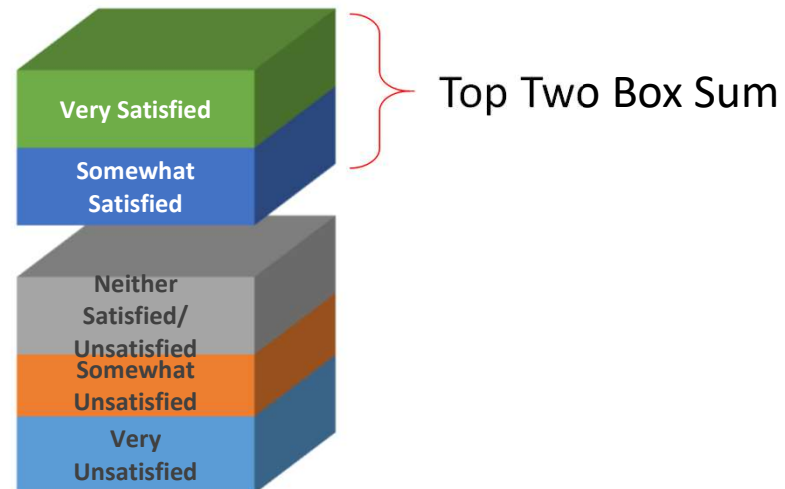 Very Satisfied
Top Two Box Sum
Somewhat
Satisfied
Neither
Satisfied/
Unsatisfied
Somewhat
Unsatisfied
Very
Unsatisfied